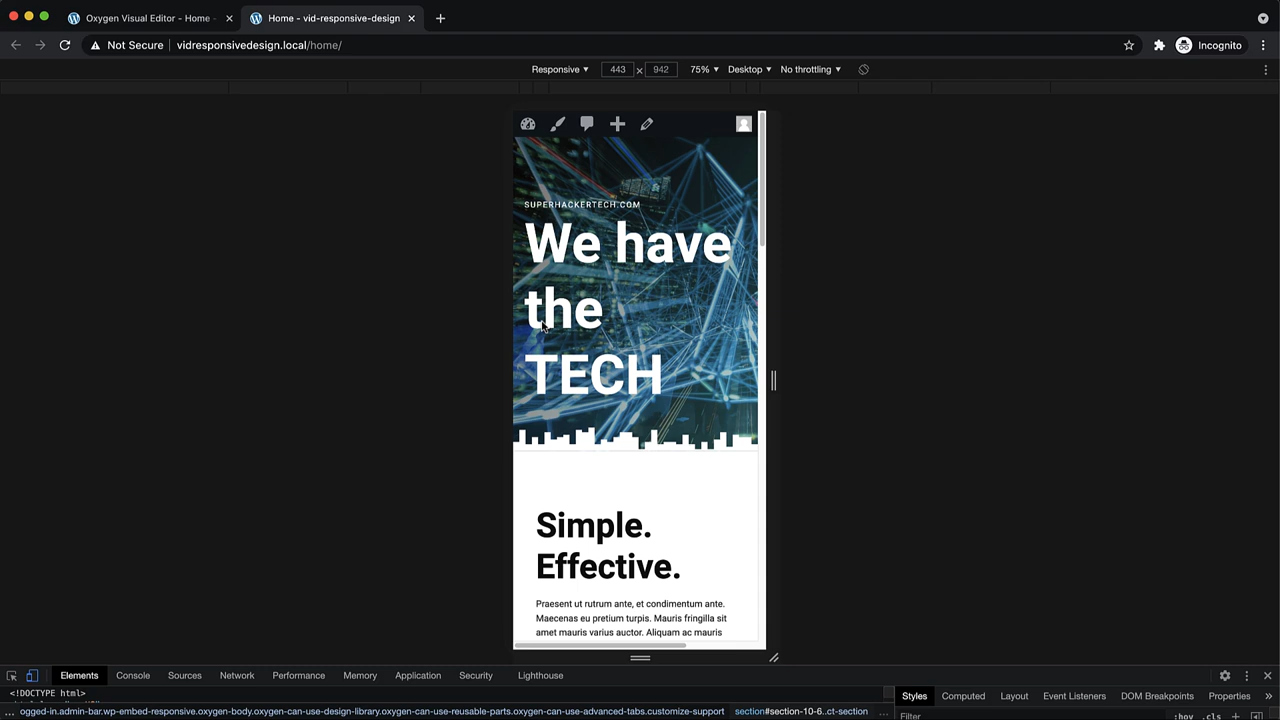 Oxygen Visual Editor - Home -
Home - vid-responsive-design
Not Secure
vidresponsivedesign.local/home/
Incognito
Responsive
443
942
75%
Desktop
No throttling
SUPERHACKERTECH.COM
We have
the
TECH
Simple.
Effective.
Praesent ut rutrum ante, et condimentum ante.
Maecenas eu pretium turpis. Mauris fringilla sit
amet mauris varius auctor. Aliquam ac mauris
Elements Console Sources Network Performance Memory Application Security Lighthouse
<!DOCTYPE html>
Styles Computed Layout Event Listeners DOM Breakpoints Properties »
... ogged-in.admin-bar.wp-embed-responsive.oxygen-body.oxygen-can-use-design-library.oxygen-can-use-reusable-parts.oxygen-can-use-advanced-tabs.customize-support section#section-10-6..ct-section ...
Filter :hov .cls +